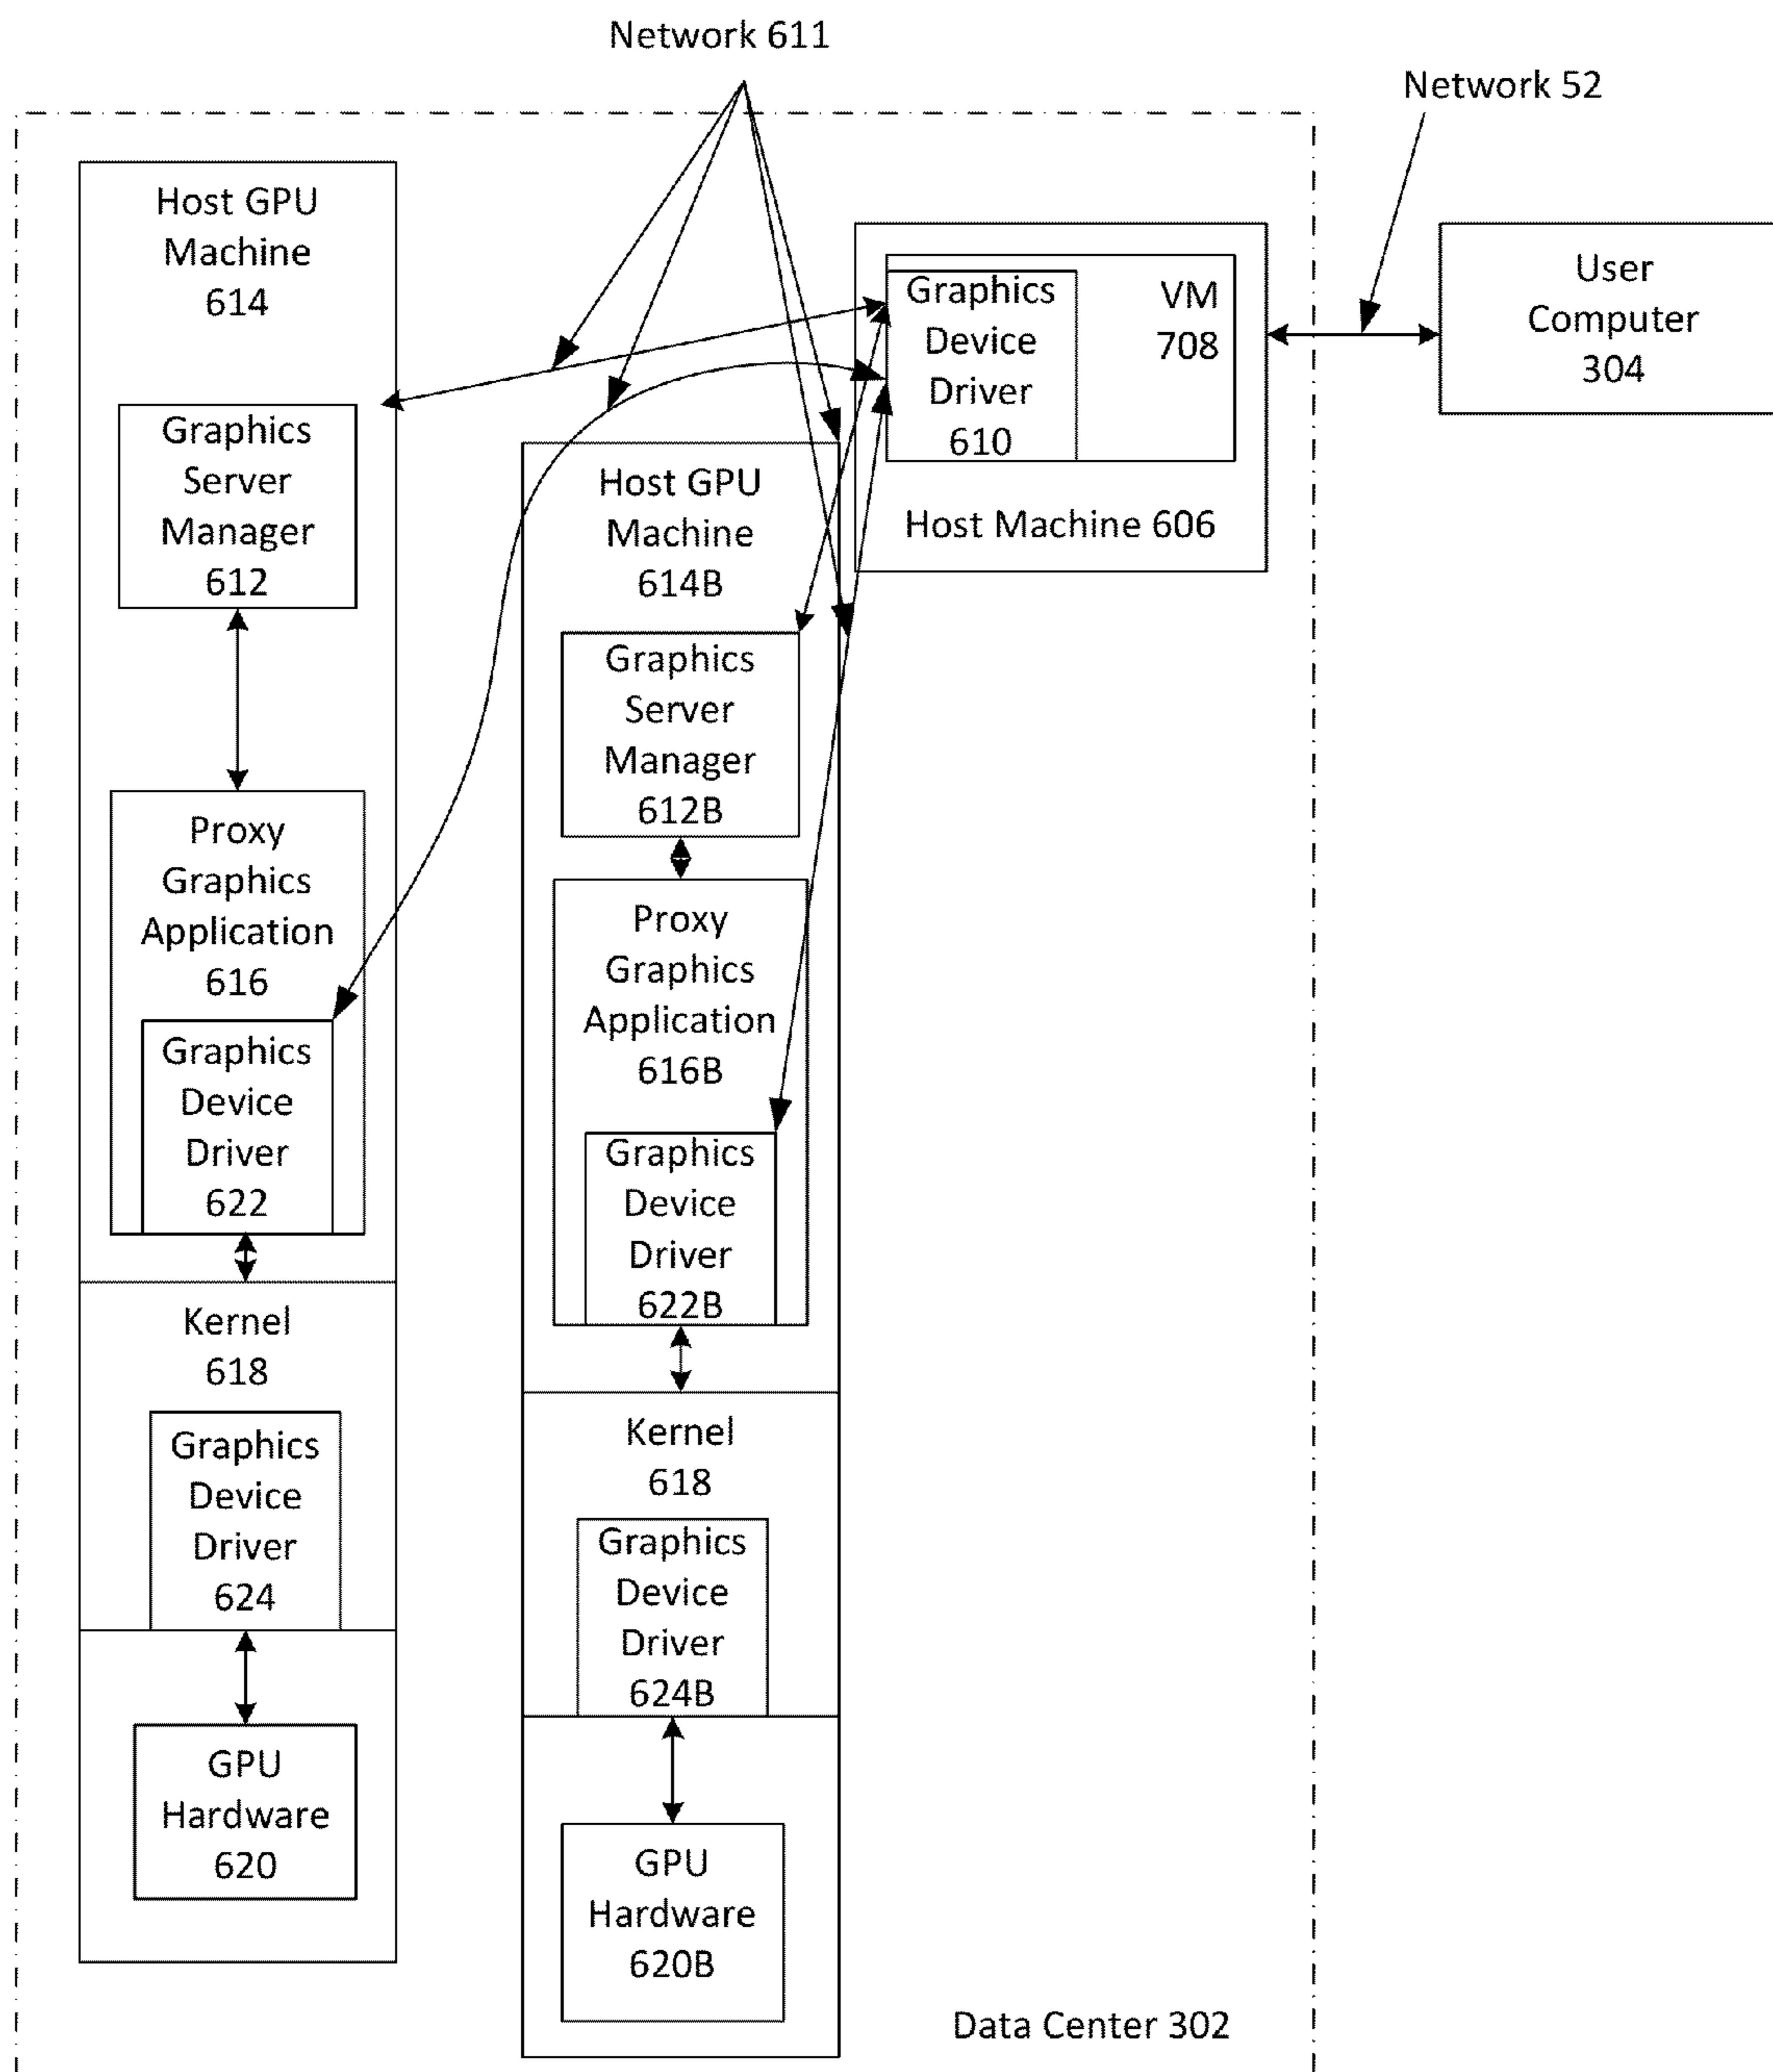 Network 611
Network 52
Host GPU
Machine
614
Graphics
Server
Manager
612
Proxy
Graphics
Application
616
Graphics
Device
Driver
622
Kernel
618
Graphics
Device
Driver
624
GPU
Hardware
620
Host GPU
Machine
614B
Graphics
Server
Manager
612B
Proxy
Graphics
Application
616B
Graphics
Device
Driver
622B
Kernel
618
Graphics
Device
Driver
624B
GPU
Hardware
620B
Graphics
Device
Driver
610
VM
708
Host Machine 606
User
Computer
304
Data Center 302